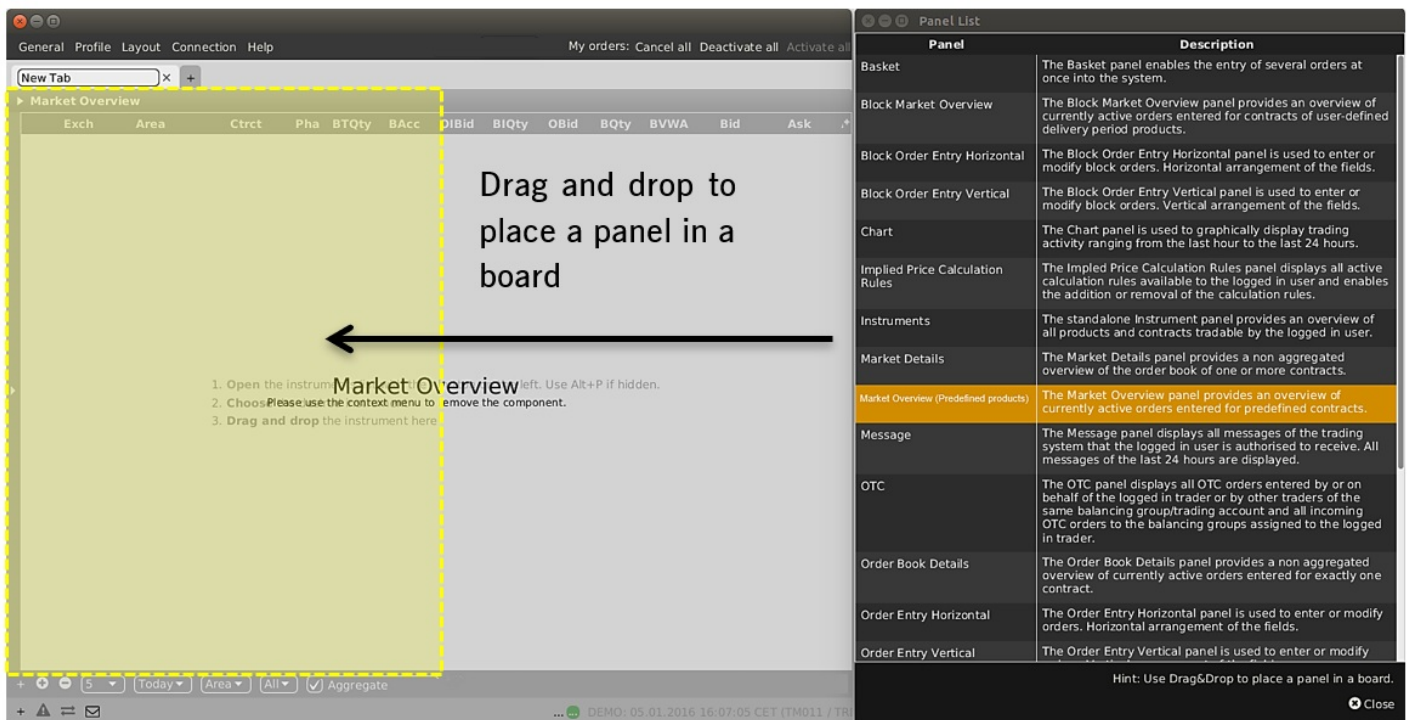 General Profile Layout Connection Help
My orders: Cancel all Deactivate all Activate all
New Tab
Market Overview
Exch Area Ctrct Pha BTQty BAcc OIBid BIQty OBid BQty BVWA Bid Ask
Drag and drop to
place a panel in a
board
1. Open the left. Use Alt+P if hidden.
Market Overview
2. Choose
Please use the context menu to remove the component.
3. Drag and drop the instrument here
+ 5 Today Area All Aggregate
DEMO: 05.01.2016 16:07:05 CET (TM011 /
Panel List
Panel Description
Basket
The Basket panel enables the entry of several orders at
once into the system.
Block Market Overview
The Block Market Overview panel provides an overview of
currently active orders entered for contracts of user-defined
delivery period products.
Block Order Entry Horizontal
The Block Order Entry Horizontal panel is used to enter or
modify block orders. Horizontal arrangement of the fields.
Block Order Entry Vertical
The Block Order Entry Vertical panel is used to enter or
modify block orders. Vertical arrangement of the fields.
Chart
The Chart panel is used to graphically display trading
activity ranging from the last hour to the last 24 hours.
Implied Price Calculation
Rules
The Impled Price Calculation Rules panel displays all active
calculation rules available to the logged in user and enables
the addition or removal of the calculation rules.
Instruments
The standalone Instrument panel provides an overview of
all products and contracts tradable by the logged in user.
Market Details
The Market Details panel provides a non aggregated
overview of the order book of one or more contracts.
Market Overview (Predefined products)
The Market Overview panel provides an overview of
currently active orders entered for predefined contracts.
Message
The Message panel displays all messages of the trading
system that the logged in user is authorised to receive. All
messages of the last 24 hours are displayed.
OTC
The OTC panel displays all OTC orders entered by or on
behalf of the logged in trader or by other traders of the
same balancing group/trading account and all incoming
OTC orders to the balancing groups assigned to the logged
in trader.
Order Book Details
The Order Book Details panel provides a non aggregated
overview of currently active orders entered for exactly one
contract.
Order Entry Horizontal
The Order Entry Horizontal panel is used to enter or modify
orders. Horizontal arrangement of the fields.
Order Entry Vertical
The Order Entry Vertical panel is used to enter or modify
Hint: Use Drag&Drop to place a panel in a board.
Close